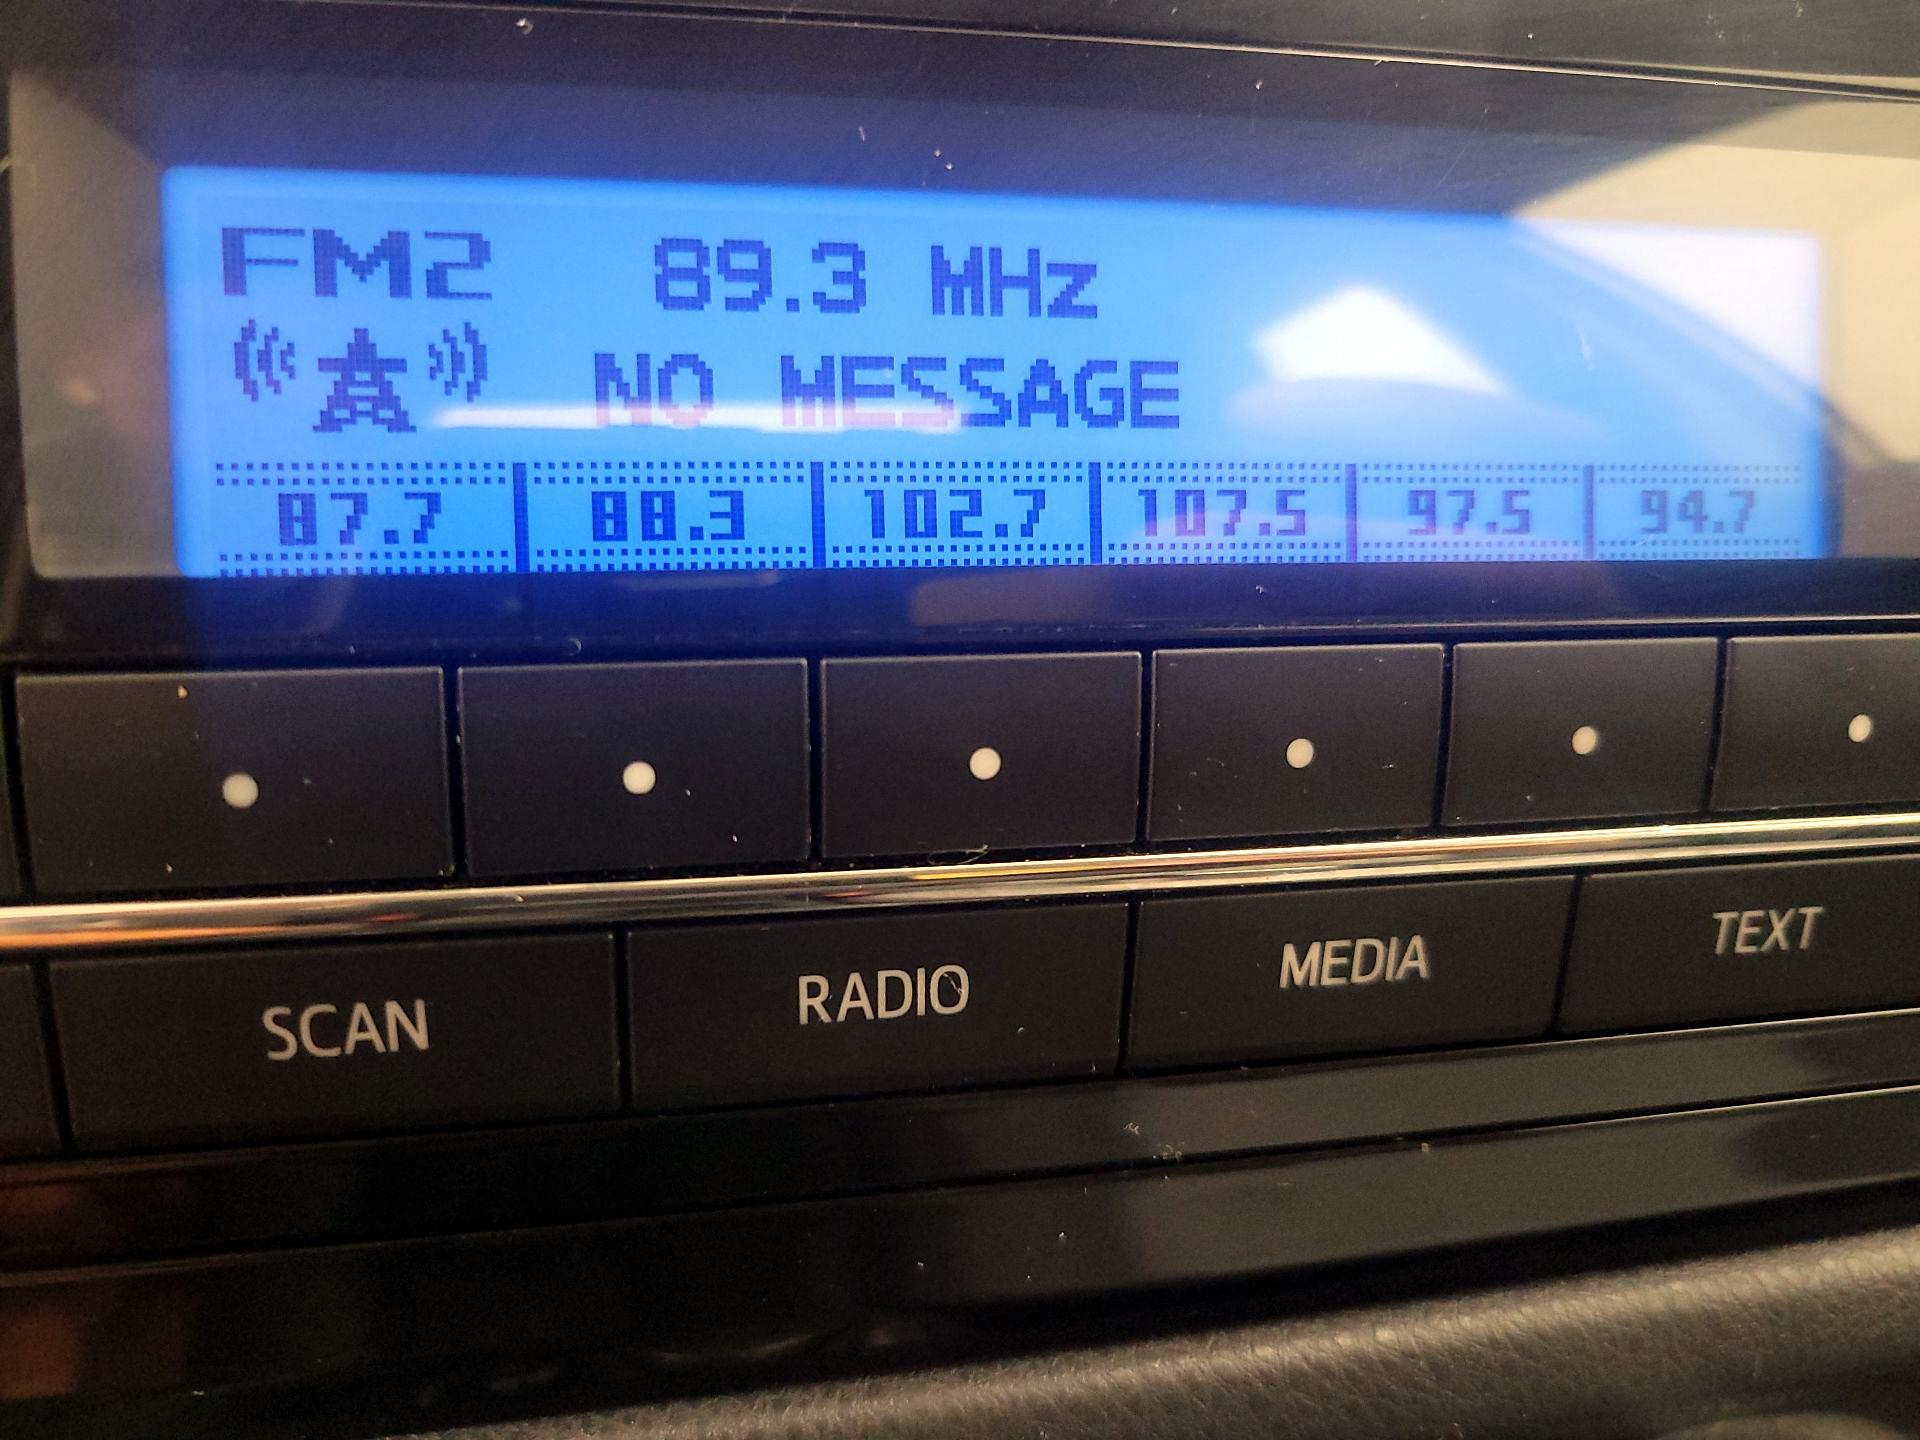 FM2 89.3 MHz
NO MESSAGE
87.7 88.3 102.7 107.5 97.5 94.7
SCAN RADIO MEDIA TEXT